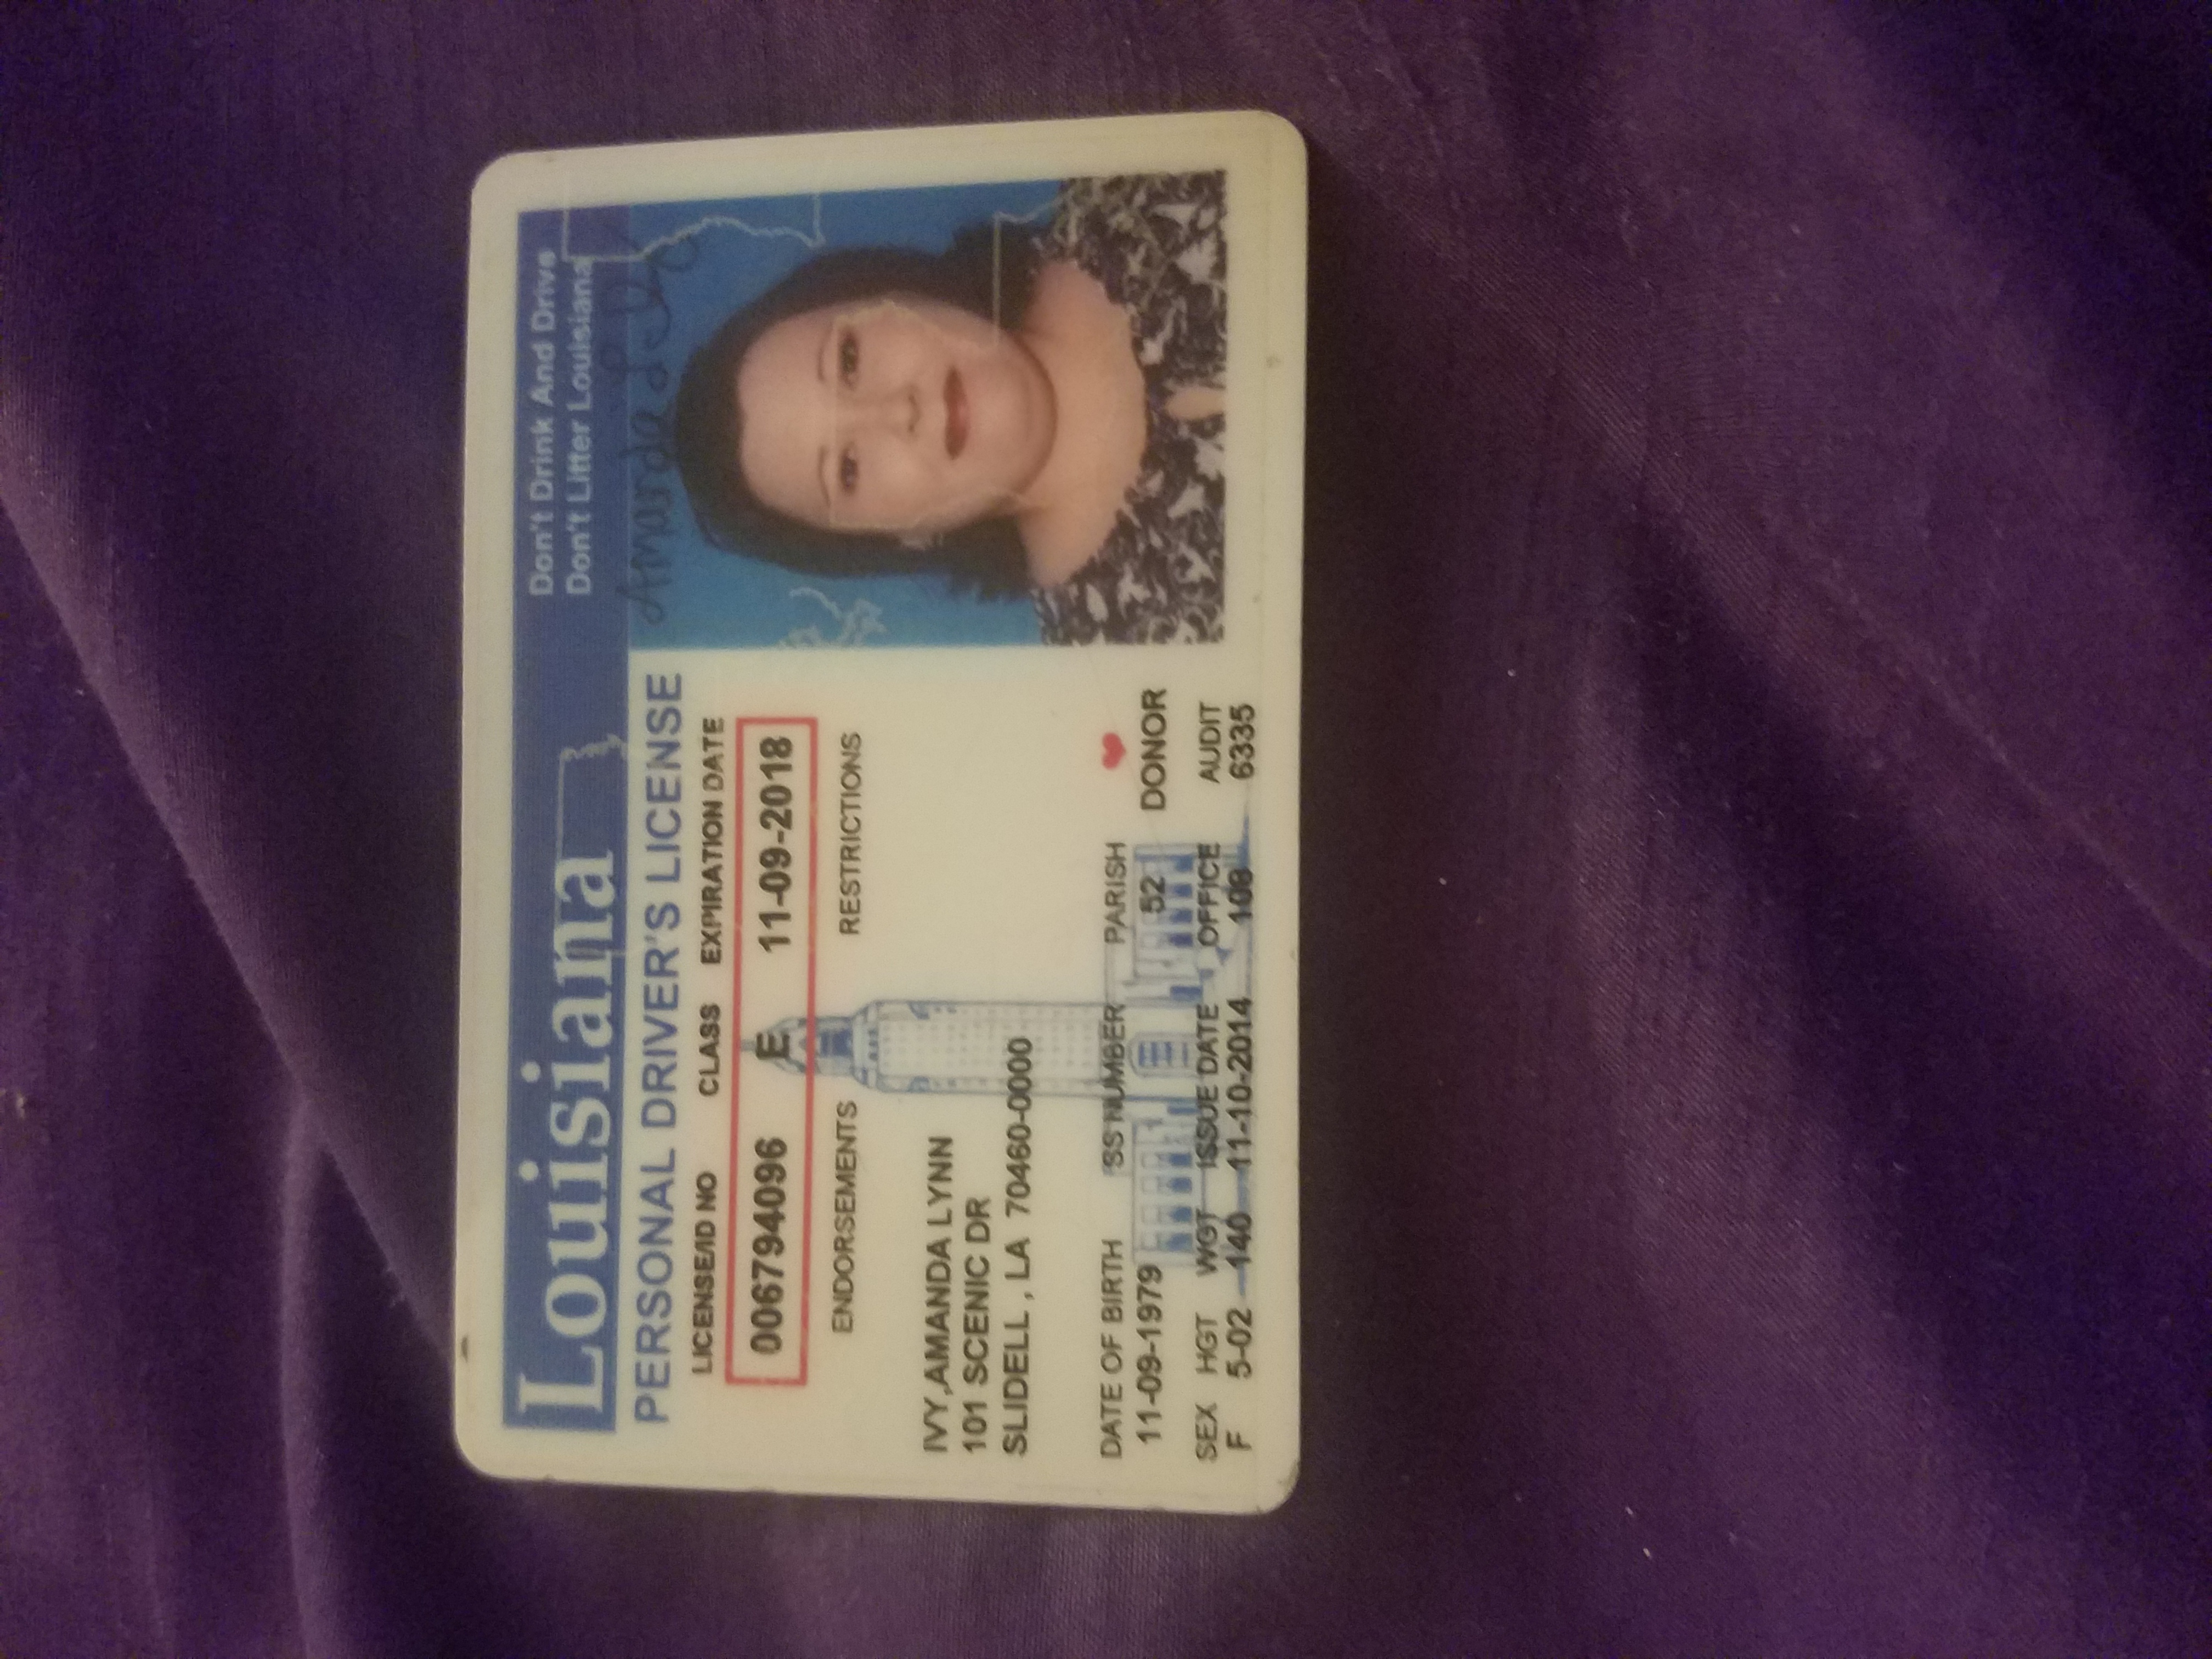 Louisiana
Don't Drink And Drive
Don't Litter Louisiana
PERSONAL DRIVER'S LICENSE
Amanda L Ivy
LICENSE/ID NO CLASS EXPIRATION DATE
006794096 E 11-09-2018
ENDORSEMENTS RESTRICTIONS
IVY,AMANDA LYNN
101 SCENIC DR
SLIDELL , LA 70460-0000
DATE OF BIRTH SS NUMBER PARISH
11-09-1979 52 DONOR
SEX HGT WGT ISSUE DATE OFFICE AUDIT
F 5-02 140 11-10-2014 108 6335